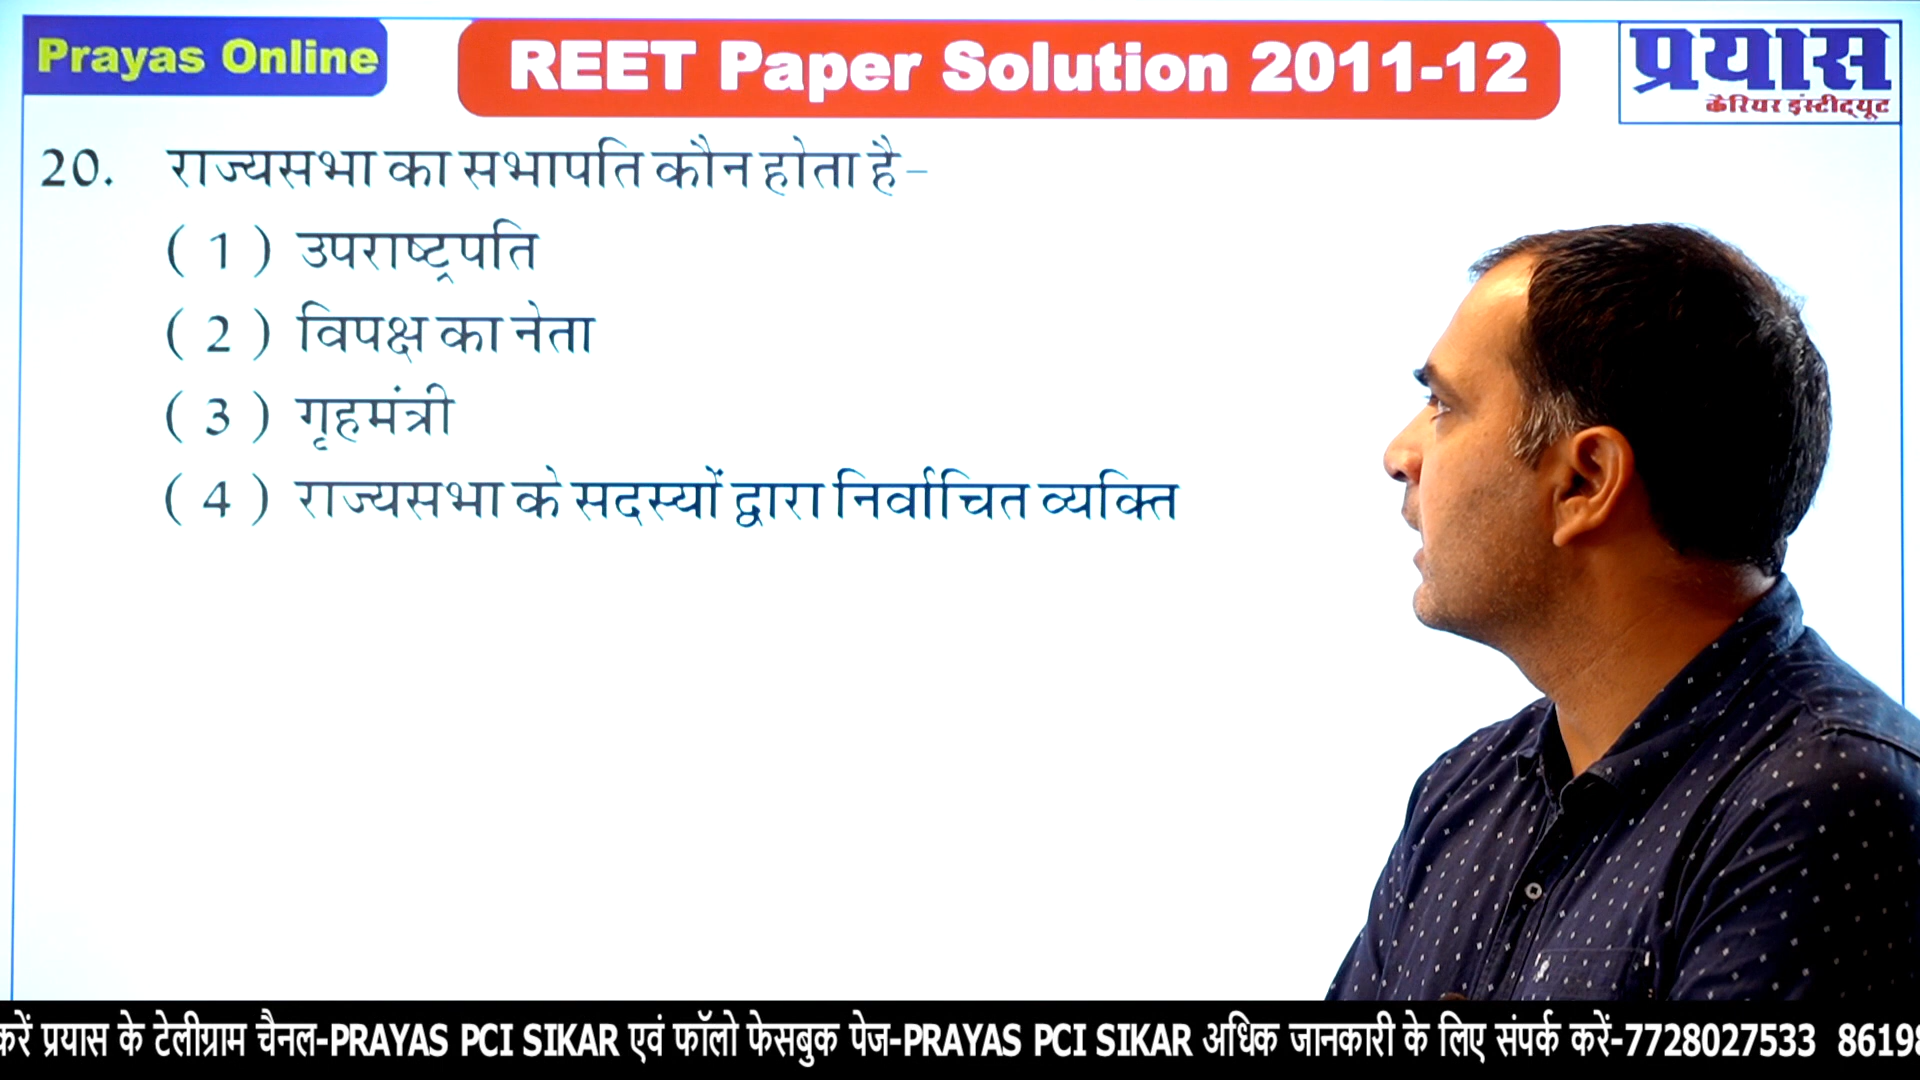 Prayas Online
REET Paper Solution 2011-12
प्रयास
कैरियर इंस्टीट्यूट
20. राज्यसभा का सभापति कौन होता है-
( 1 ) उपराष्ट्रपति
( 2 ) विपक्ष का नेता
( 3 ) गृहमंत्री
( 4 ) राज्यसभा के सदस्यों द्वारा निर्वाचित व्यक्ति
करें प्रयास के टेलीग्राम चैनल-PRAYAS PCI SIKAR एवं फॉलो फेसबुक पेज-PRAYAS PCI SIKAR अधिक जानकारी के लिए संपर्क करें-7728027533 8619